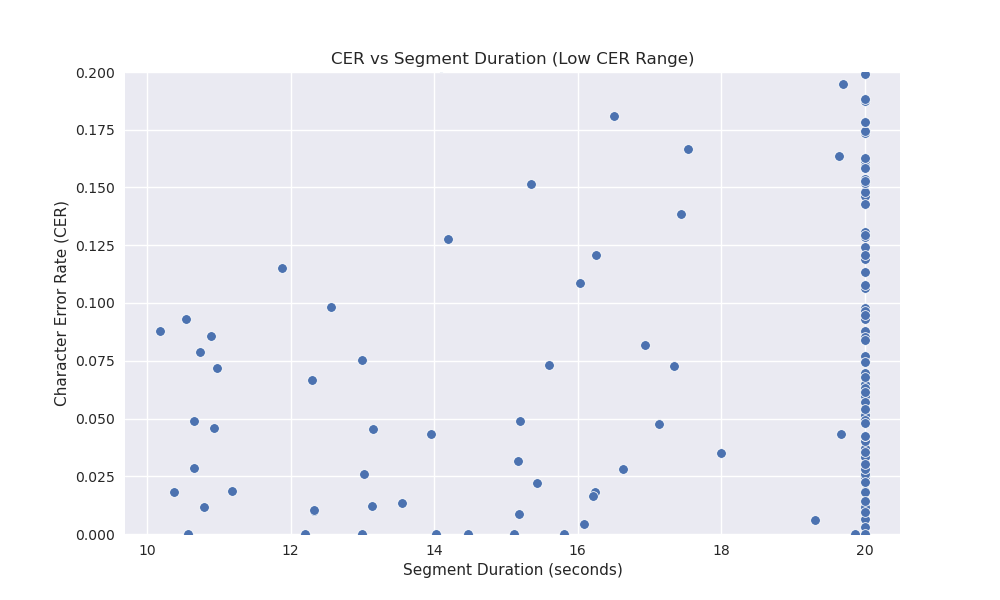 CER vs Segment Duration (Low CER Range)
0.200
0.175
0.150
0.125
0.100
0.075
0.050
0.025
0.000
Character Error Rate (CER)
10 12 14 16 18 20
Segment Duration (seconds)